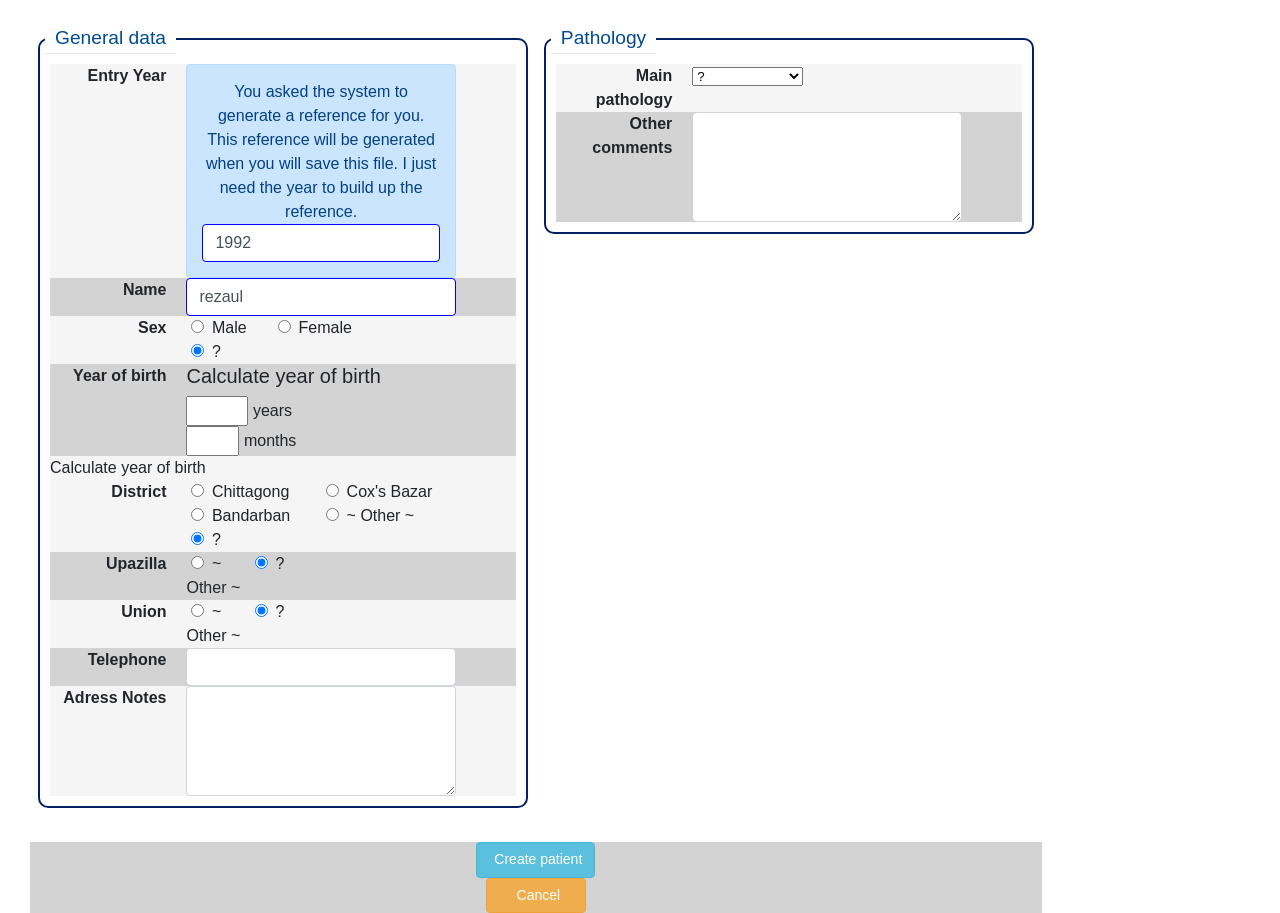 General data
Entry Year
You asked the system to
generate a reference for you.
This reference will be generated
when you will save this file. I just
need the year to build up the
reference.
1992
Name
rezaul
Sex
Male Female
?
Year of birth
Calculate year of birth
years
months
Calculate year of birth
District
Chittagong Cox's Bazar
Bandarban ~ Other ~
?
Upazilla
~ ?
Other ~
Union
~ ?
Other ~
Telephone
Adress Notes
Pathology
Main
pathology
?
Other
comments
Create patient
Cancel